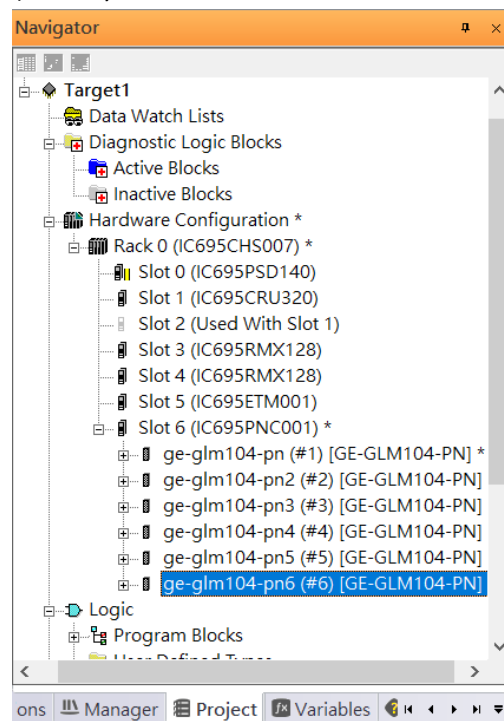 Navigator
Target1
Data Watch Lists
Diagnostic Logic Blocks
Active Blocks
Inactive Blocks
Hardware Configuration *
Rack 0 (IC695CHS007) *
Slot 0 (IC695PSD140)
Slot 1 (IC695CRU320)
Slot 2 (Used With Slot 1)
Slot 3 (IC695RMX128)
Slot 4 (IC695RMX128)
Slot 5 (IC695ETM001)
Slot 6 (IC695PNC001) *
ge-glm104-pn (#1) [GE-GLM104-PN] *
ge-glm104-pn2 (#2) [GE-GLM104-PN]
ge-glm104-pn3 (#3) [GE-GLM104-PN]
ge-glm104-pn4 (#4) [GE-GLM104-PN]
ge-glm104-pn5 (#5) [GE-GLM104-PN]
ge-glm104-pn6 (#6) [GE-GLM104-PN]
Logic
Program Blocks
User Defined Types
ons Manager Project Variables